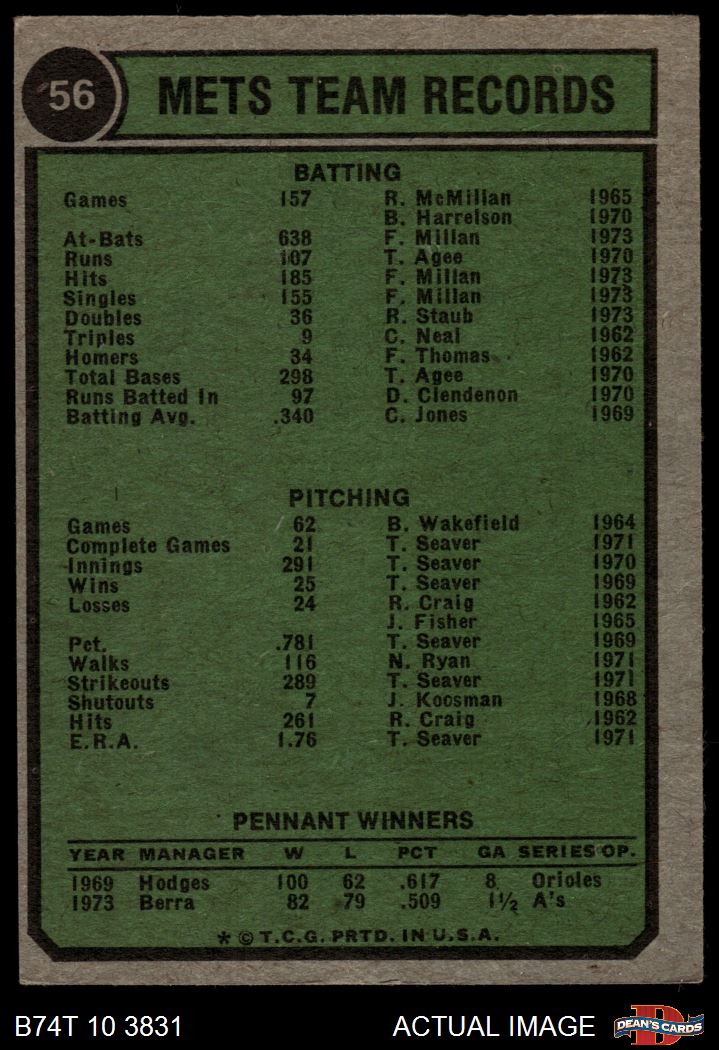 56
METS TEAM RECORDS
BATTING
Games 157 R. McMillan 1965
B. Harrelson 1970
At-Bats 638 F. Millan 1973
Runs 107 T. Agee 1970
Hits 185 F. Millan 1973
Singles 155 F. Millan 1973
Doubles 36 R. Staub 1973
Triples 9 C. Neal 1962
Homers 34 F. Thomas 1962
Total Bases 298 T. Agee 1970
Runs Batted In 97 D. Clendenon 1970
Batting Avg. .340 C. Jones 1969
PITCHING
Games 62 B. Wakefield 1964
Complete Games 21 T. Seaver 1971
Innings 291 T. Seaver 1970
Wins 25 T. Seaver 1969
Losses 24 R. Craig 1962
J. Fisher 1965
Pct. .781 T. Seaver 1969
Walks 116 N. Ryan 1971
Strikeouts 289 T. Seaver 1971
Shutouts 7 J. Koosman 1968
Hits 261 R. Craig 1962
E.R.A. 1.76 T. Seaver 1971
PENNANT WINNERS
YEAR MANAGER W L PCT GA SERIES OP.
1969 Hodges 100 62 .617 8 Orioles
1973 Berra 82 79 .509 1½ A's
* © T.C.G. PRTD. IN U.S.A.
B74T 10 3831 ACTUAL IMAGE DEAN'S CARDS